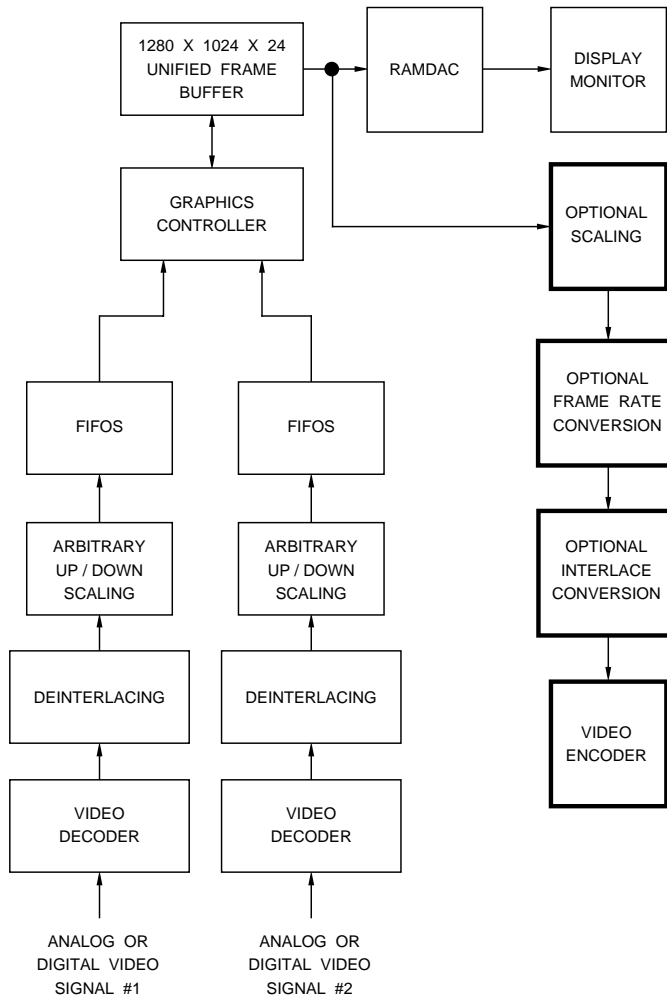 1280 X 1024 X 24
UNIFIED FRAME
BUFFER
RAMDAC
DISPLAY
MONITOR
GRAPHICS
CONTROLLER
OPTIONAL
SCALING
FIFOS
FIFOS
OPTIONAL
FRAME RATE
CONVERSION
ARBITRARY
UP / DOWN
SCALING
ARBITRARY
UP / DOWN
SCALING
OPTIONAL
INTERLACE
CONVERSION
DEINTERLACING
DEINTERLACING
VIDEO
ENCODER
VIDEO
DECODER
VIDEO
DECODER
ANALOG OR
DIGITAL VIDEO
SIGNAL #1
ANALOG OR
DIGITAL VIDEO
SIGNAL #2